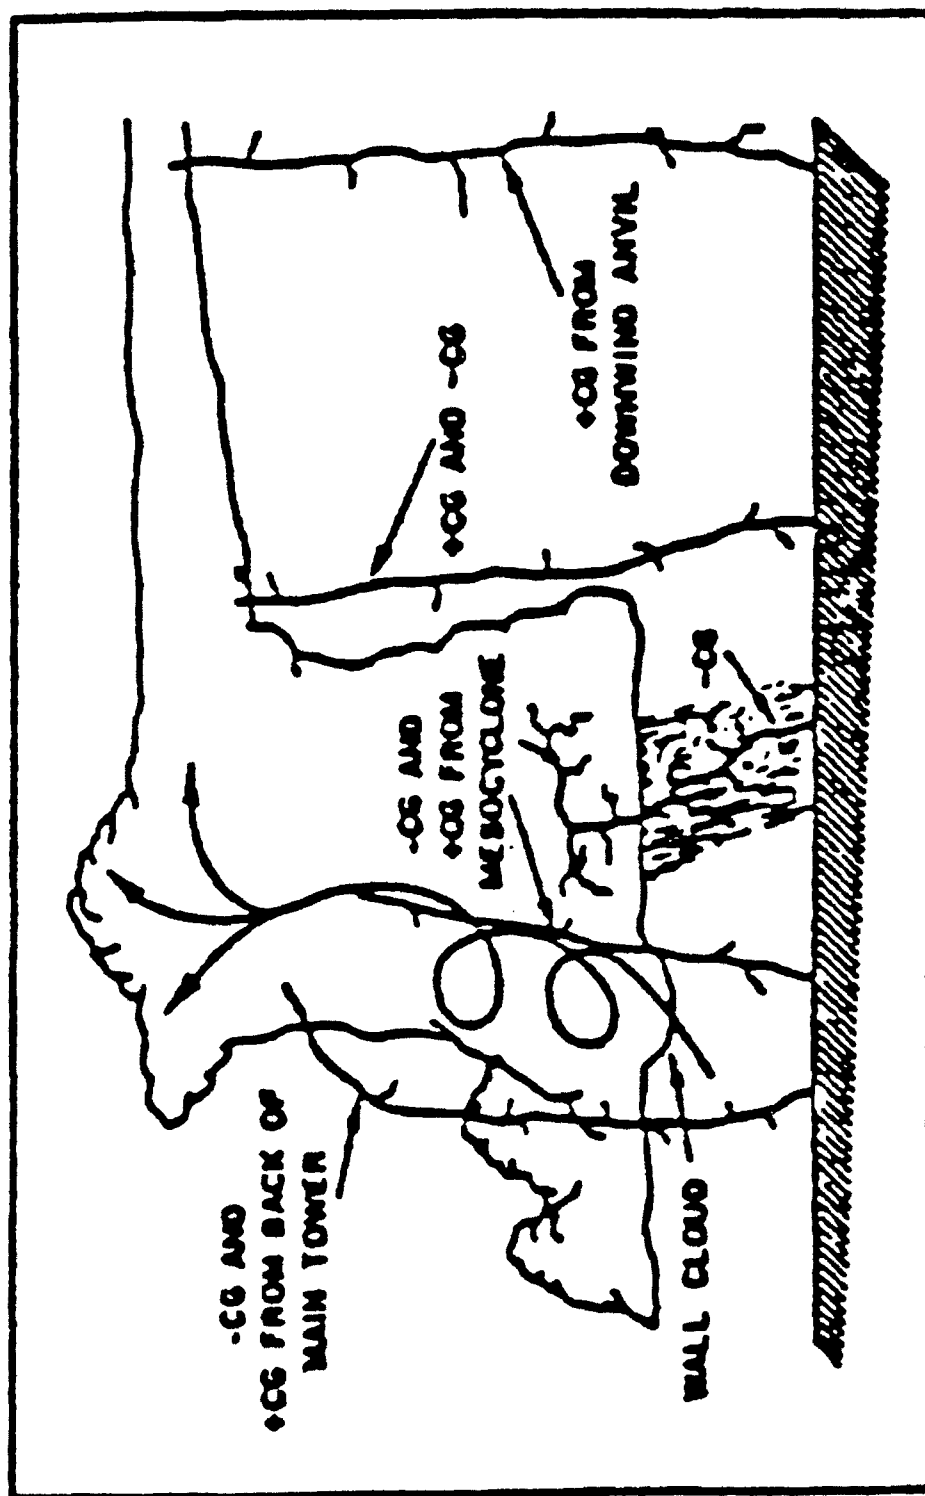 -CG AND
+CG FROM BACK OF
MAIN TOWER
WALL CLOUD
-CG AND
+CG FROM
MESOCYCLONE
-CG
+CG AND -CG
+CG FROM
DOWNWIND ANVIL